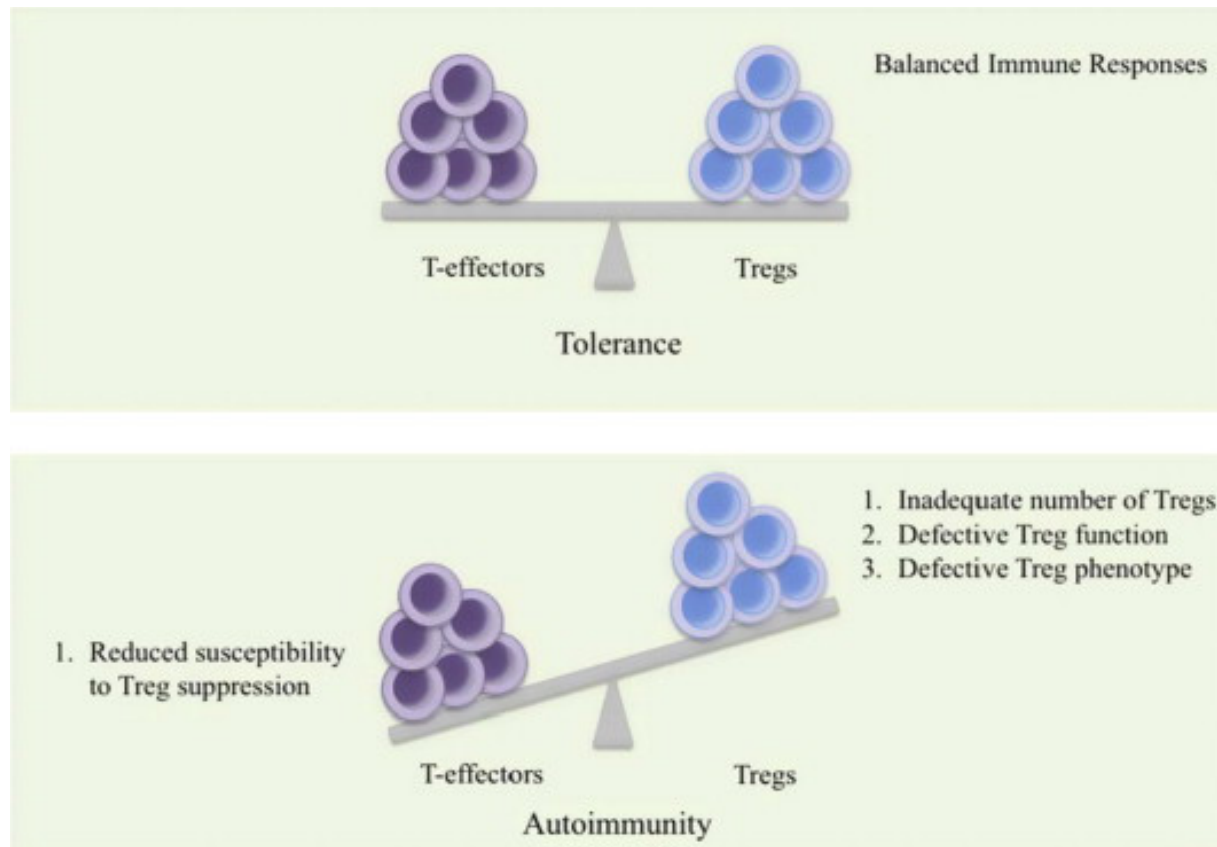 Balanced Immune Responses
T-effectors
Tregs
Tolerance
1. Inadequate number of Tregs
2. Defective Treg function
3. Defective Treg phenotype
1. Reduced susceptibility
to Treg suppression
T-effectors
Tregs
Autoimmunity